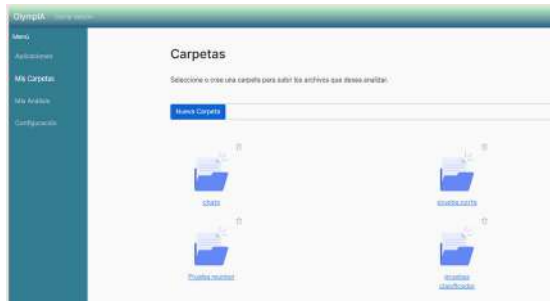 OlympIA
Menú
Aplicaciones
Mis Carpetas
Mis Análisis
Configuración
Carpetas
Seleccione o cree una carpeta para subir los archivos que desea analizar.
Nueva Carpeta
chats
prueba corta
Prueba reunion
pruebas
clasificador